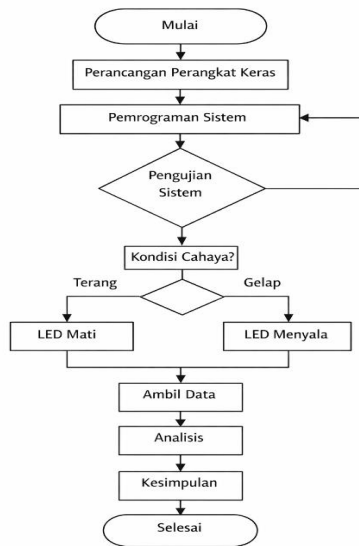 Mulai
Perancangan Perangkat Keras
Pemrograman Sistem
Pengujian
Sistem
Kondisi Cahaya?
Terang
Gelap
LED Mati
LED Menyala
Ambil Data
Analisis
Kesimpulan
Selesai